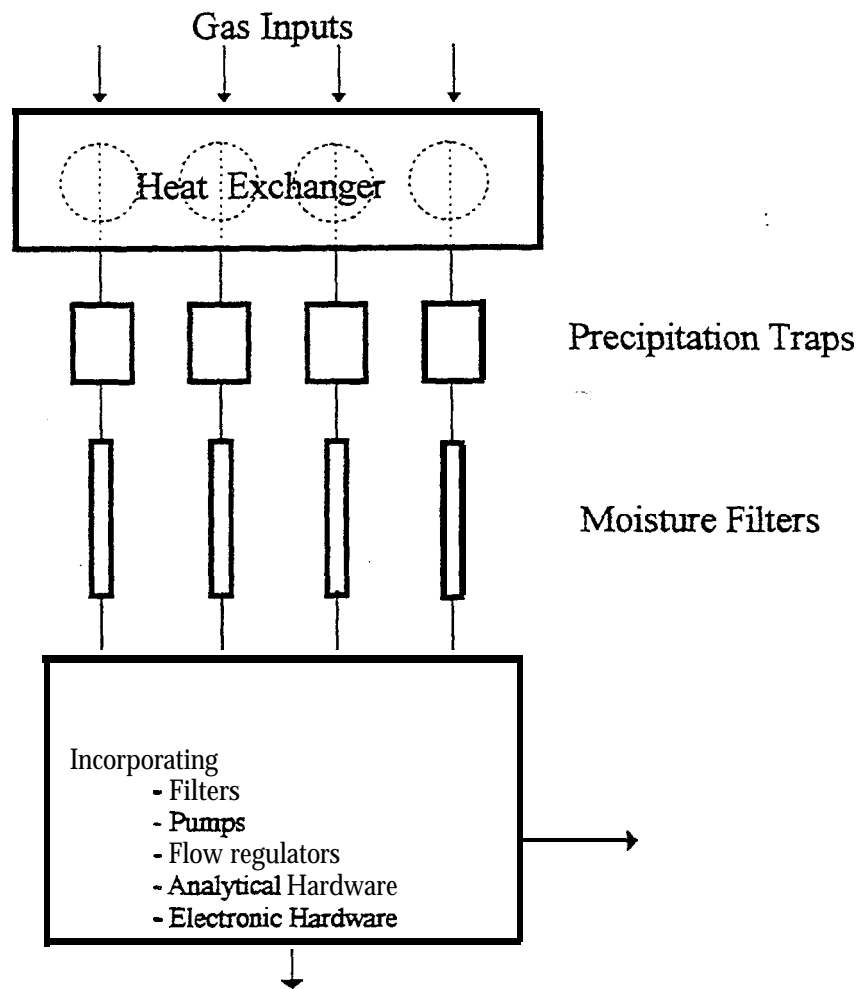 Gas Inputs
Heat Exchanger
Precipitation Traps
Moisture Filters
Incorporating
- Filters
- Pumps
- Flow regulators
- Analytical Hardware
- Electronic Hardware